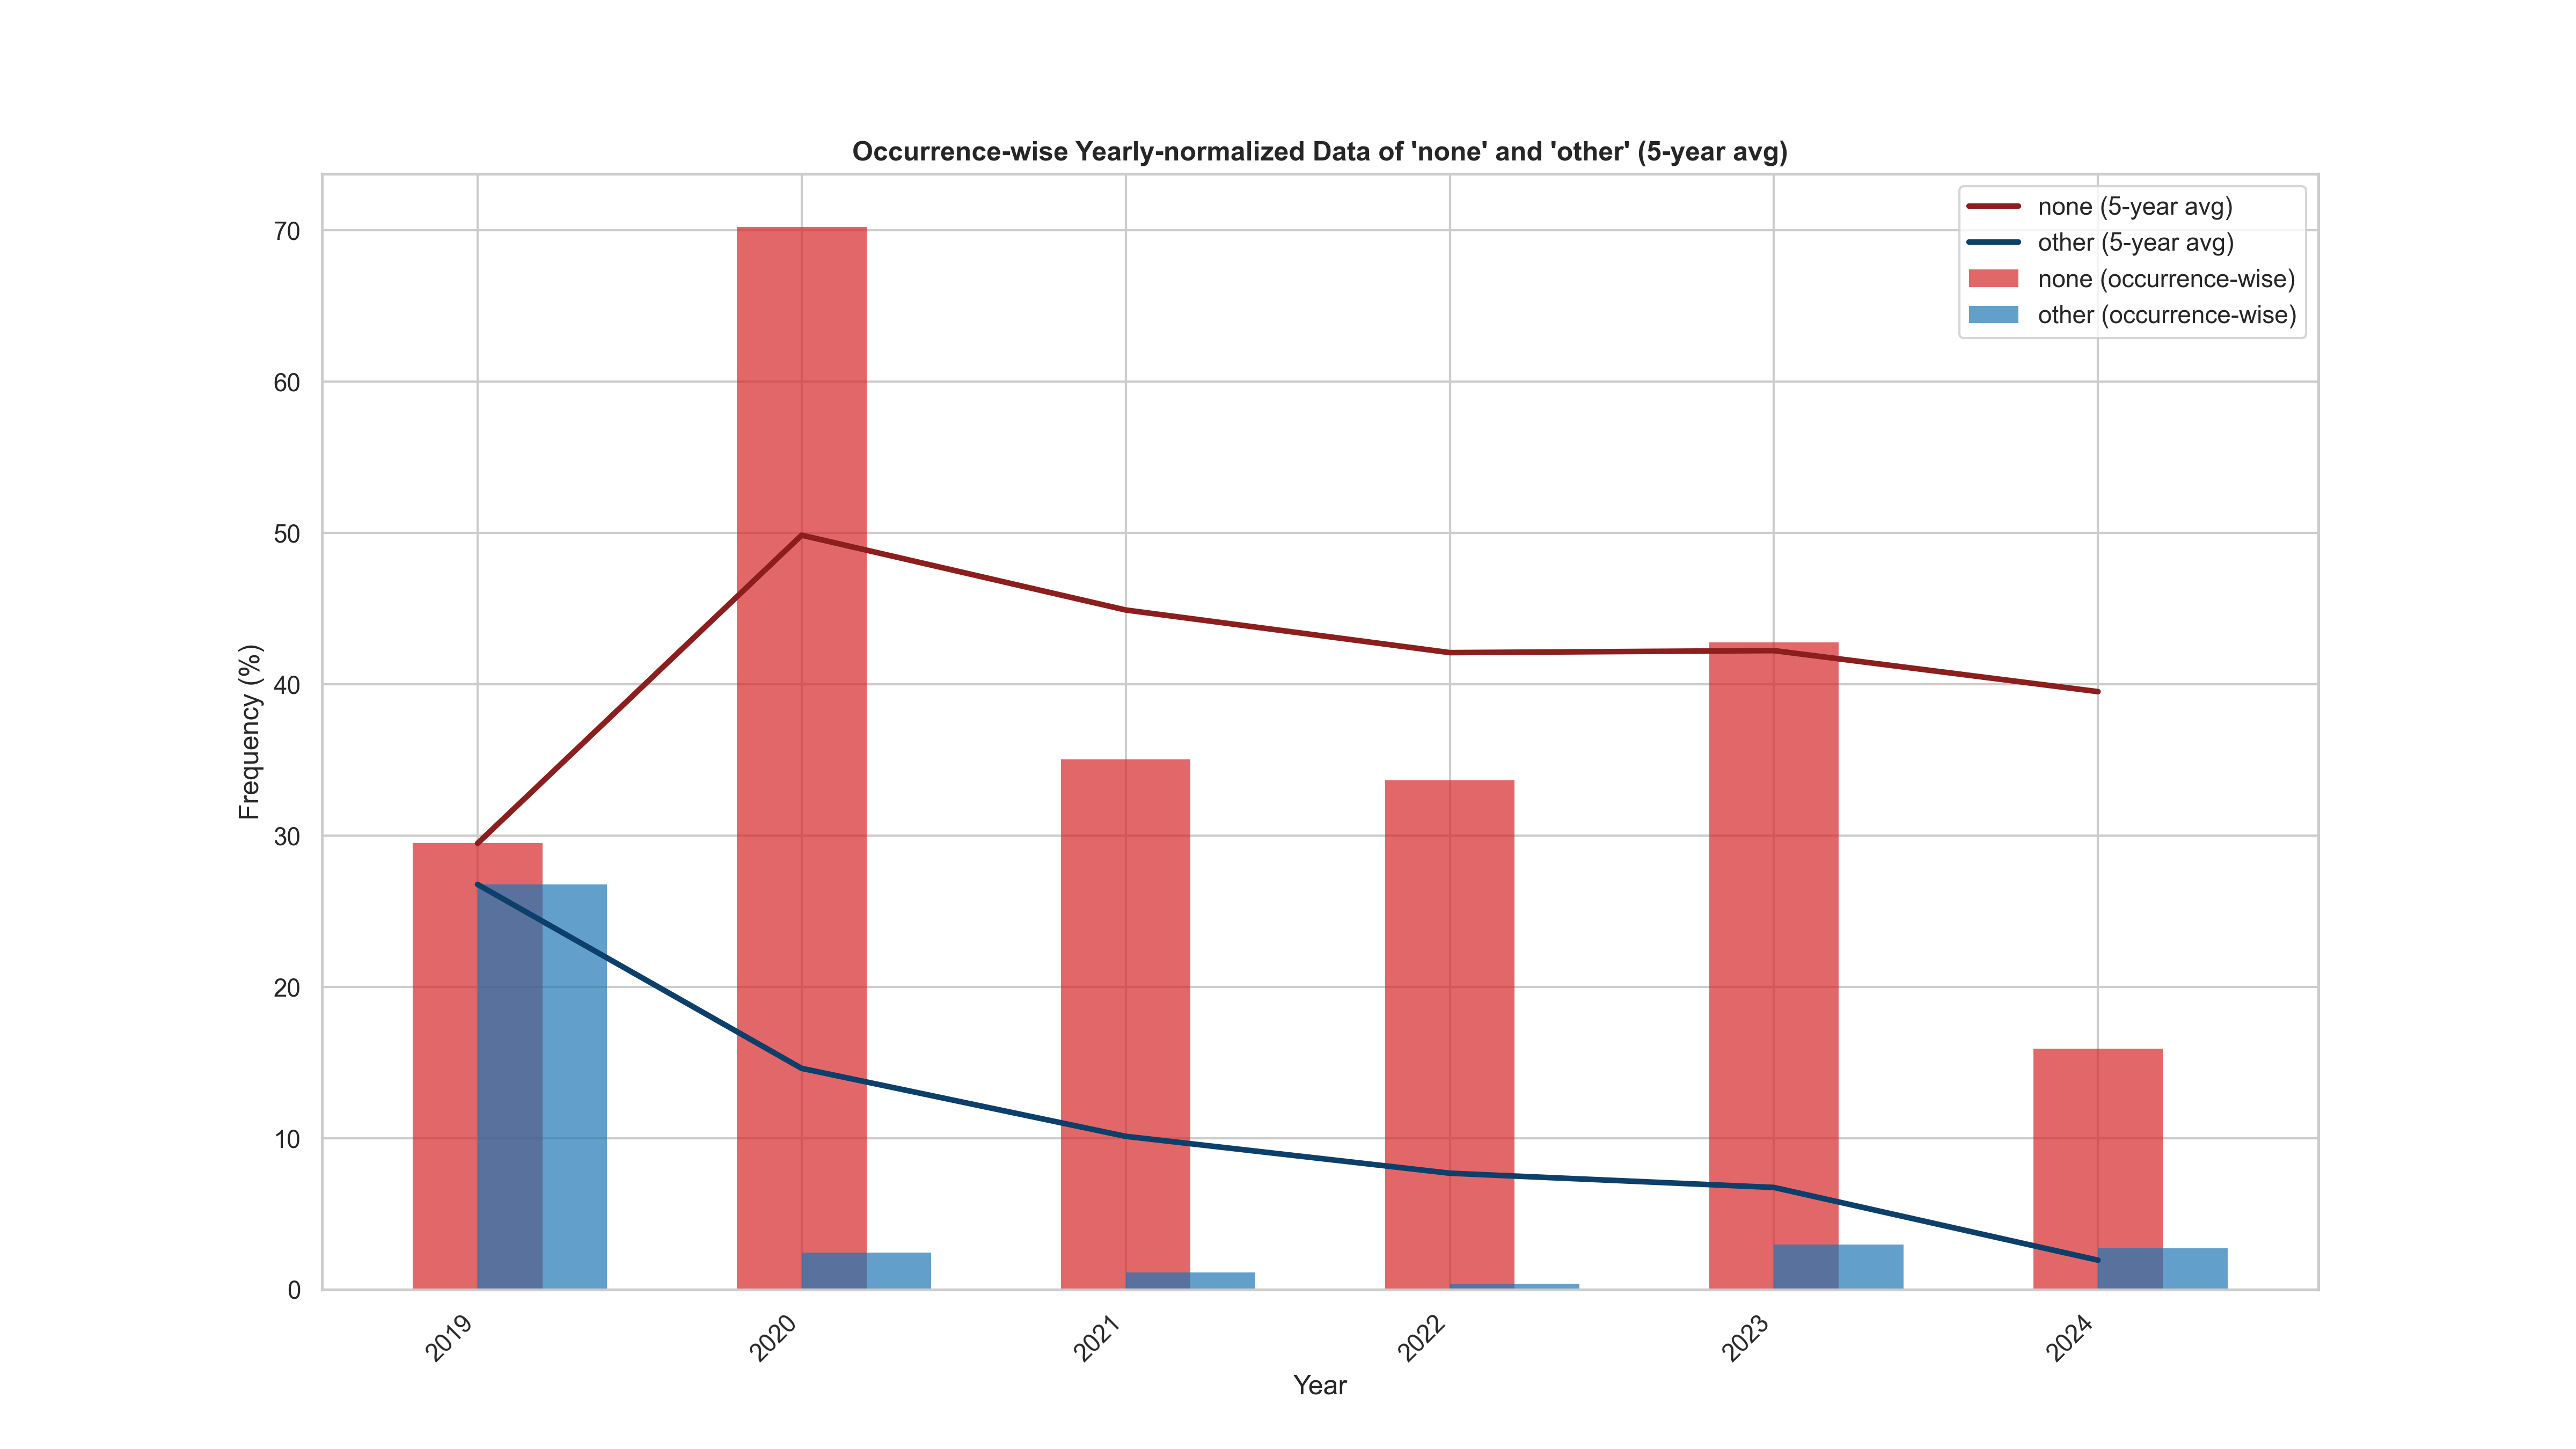 Occurrence-wise Yearly-normalized Data of 'none' and 'other' (5-year avg)
none (5-year avg)
other (5-year avg)
none (occurrence-wise)
other (occurrence-wise)
Frequency (%)
70
60
50
40
30
20
10
0
2019
2020
2021
2022
2023
2024
Year